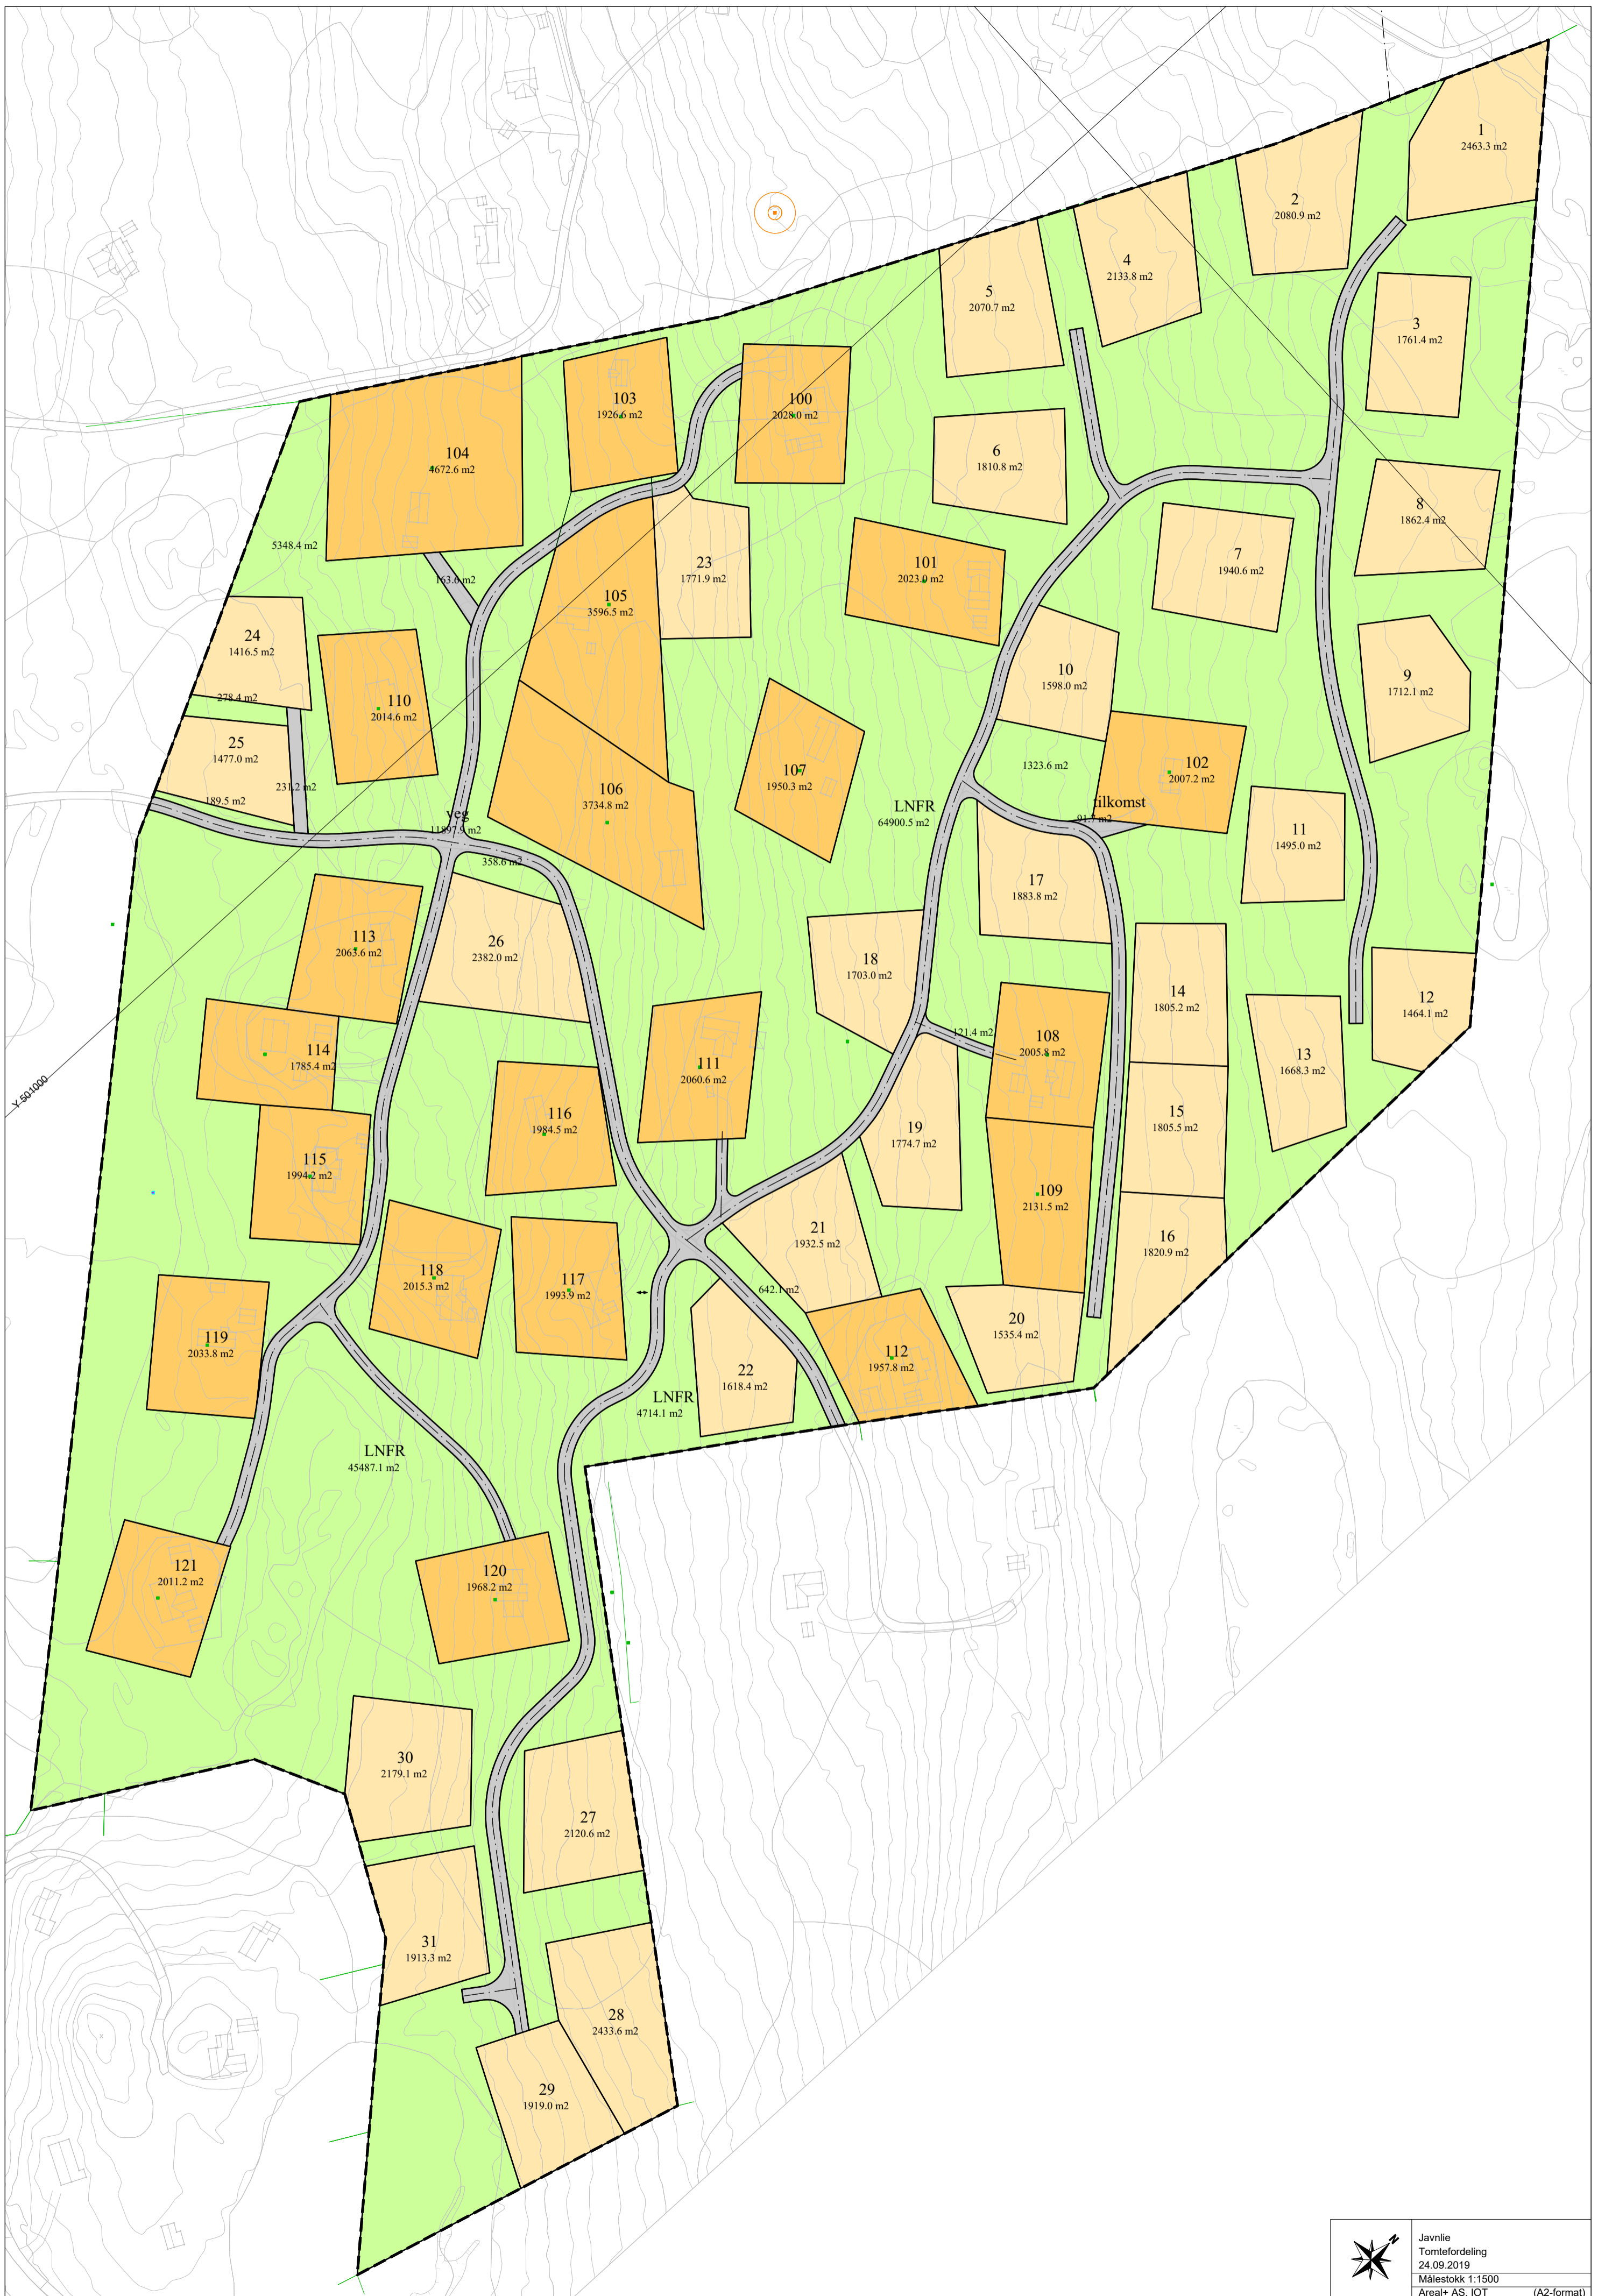 1
2463.3 m2
2
2080.9 m2
4
2133.8 m2
5
2070.7 m2
3
1761.4 m2
103
1926.6 m2
100
2028.0 m2
104
4672.6 m2
6
1810.8 m2
8
1862.4 m2
5348.4 m2
163.6 m2
23
1771.9 m2
101
2023.0 m2
7
1940.6 m2
105
3596.5 m2
24
1416.5 m2
278.4 m2
110
2014.6 m2
10
1598.0 m2
9
1712.1 m2
25
1477.0 m2
231.2 m2
189.5 m2
106
3734.8 m2
107
1950.3 m2
1323.6 m2
102
2007.2 m2
LNFR
64900.5 m2
tilkomst
91.7 m2
veg
11897.9 m2
358.6 m2
11
1495.0 m2
17
1883.8 m2
113
2063.6 m2
26
2382.0 m2
18
1703.0 m2
14
1805.2 m2
12
1464.1 m2
121.4 m2
108
2005.8 m2
114
1785.4 m2
111
2060.6 m2
13
1668.3 m2
Y-501000
116
1984.5 m2
19
1774.7 m2
15
1805.5 m2
115
1994.2 m2
109
2131.5 m2
21
1932.5 m2
16
1820.9 m2
118
2015.3 m2
117
1993.9 m2
642.1 m2
20
1535.4 m2
119
2033.8 m2
112
1957.8 m2
22
1618.4 m2
LNFR
4714.1 m2
LNFR
45487.1 m2
121
2011.2 m2
120
1968.2 m2
30
2179.1 m2
27
2120.6 m2
31
1913.3 m2
28
2433.6 m2
29
1919.0 m2
N
Javnlie
Tomtefordeling
24.09.2019
Målestokk 1:1500
Areal+ AS, IOT (A2-format)